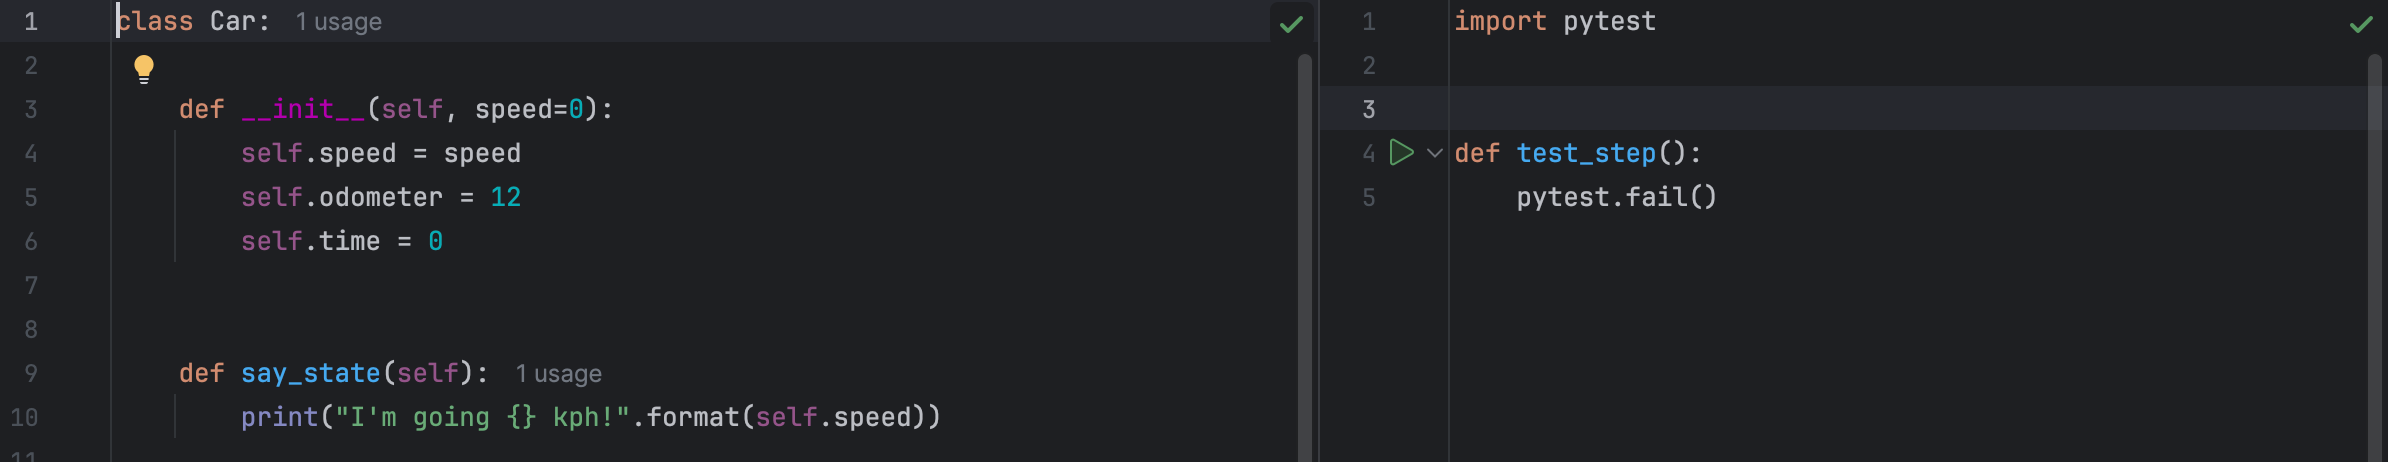 1 class Car: 1 usage
2
3 def __init__(self, speed=0):
4 self.speed = speed
5 self.odometer = 12
6 self.time = 0
7
8
9 def say_state(self): 1 usage
10 print("I'm going {} kph!".format(self.speed))
11
1 import pytest
2
3
4 def test_step():
5 pytest.fail()